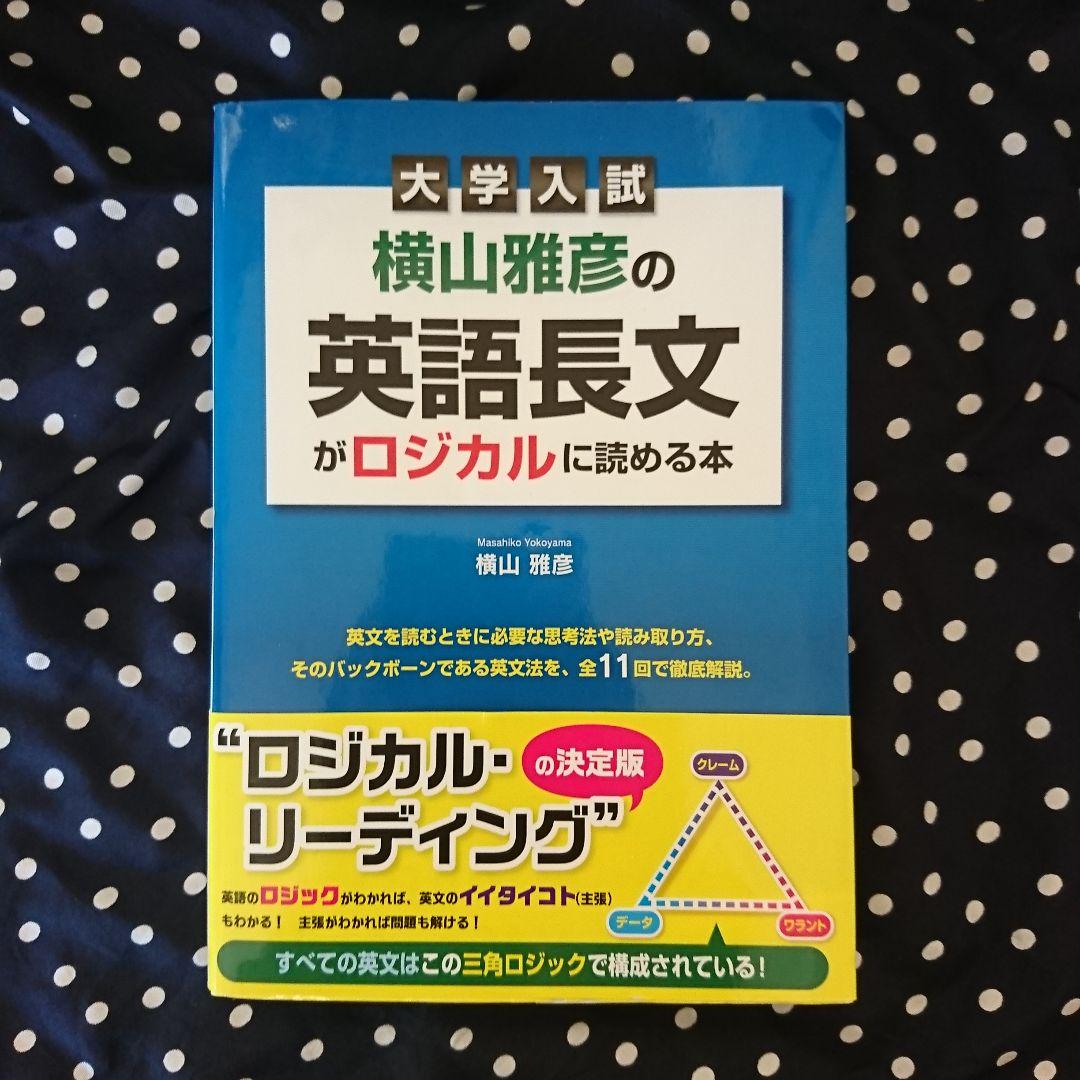 大学入試
横山雅彦の
英語長文
がロジカルに読める本
Masahiko Yokoyama
横山 雅彦
英文を読むときに必要な思考法や読み取り方、
そのバックボーンである英文法を、全11回で徹底解説。
“ロジカル・
リーディング”
の決定版
クレーム
データ
ワラント
英語のロジックがわかれば、英文のイイタイコト(主張)
もわかる! 主張がわかれば問題も解ける!
すべての英文はこの三角ロジックで構成されている!